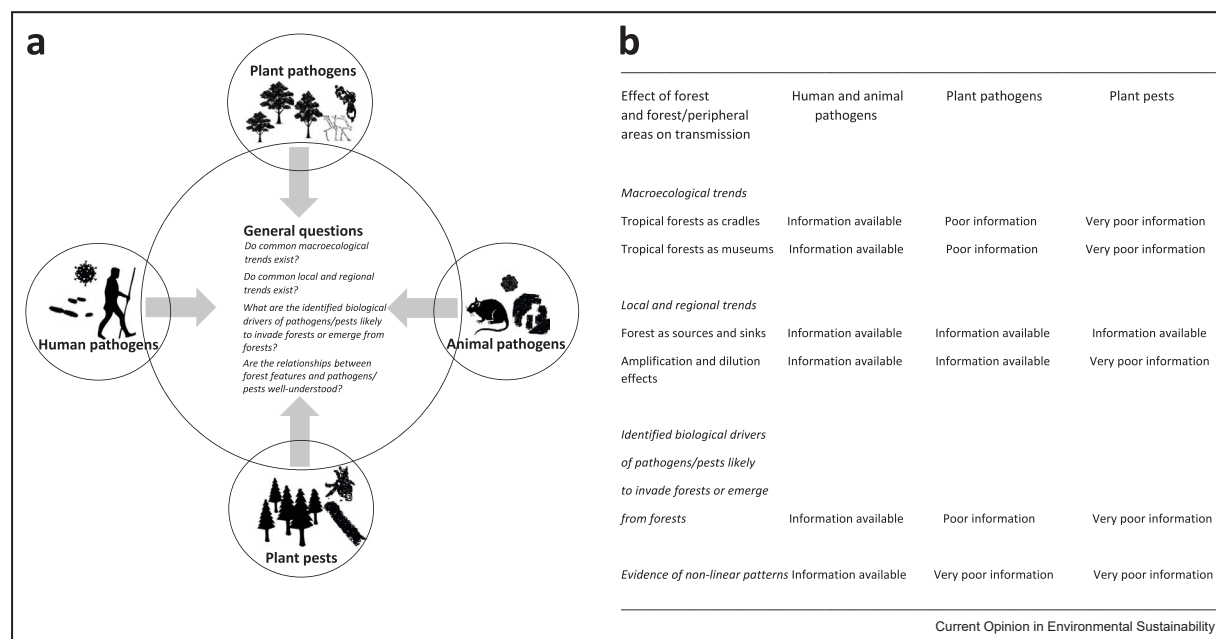 a
Plant pathogens
General questions
Do common macroecological
trends exist?
Do common local and regional
trends exist?
What are the identified biological
drivers of pathogens/pests likely
to invade forests or emerge from
forests?
Are the relationships between
forest features and pathogens/
pests well-understood?
Human pathogens
Animal pathogens
Plant pests
b
Effect of forest
and forest/peripheral
areas on transmission
Human and animal
pathogens
Plant pathogens
Plant pests
Macroecological trends
Tropical forests as cradles Information available Poor information Very poor information
Tropical forests as museums Information available Poor information Very poor information
Local and regional trends
Forest as sources and sinks Information available Information available Information available
Amplification and dilution Information available Information available Very poor information
effects
Identified biological drivers
of pathogens/pests likely
to invade forests or emerge
from forests Information available Poor information Very poor information
Evidence of non-linear patterns Information available Very poor information Very poor information
Current Opinion in Environmental Sustainability